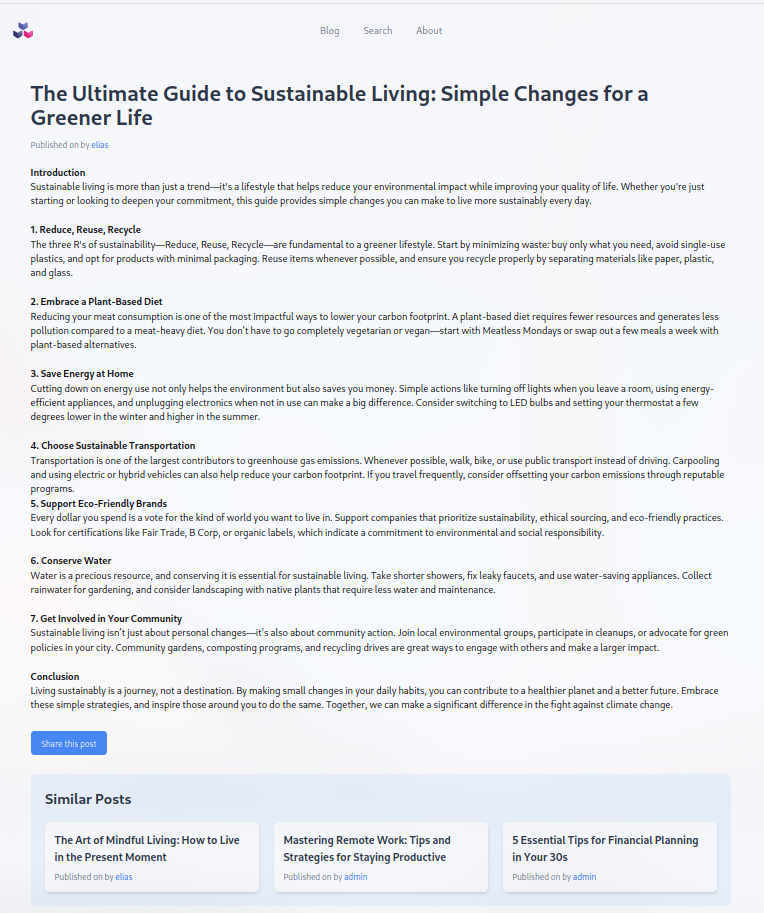 Blog Search About
The Ultimate Guide to Sustainable Living: Simple Changes for a
Greener Life
Published on by elias
Introduction
Sustainable living is more than just a trend—it's a lifestyle that helps reduce your environmental impact while improving your quality of life. Whether you're just
starting or looking to deepen your commitment, this guide provides simple changes you can make to live more sustainably every day.
1. Reduce, Reuse, Recycle
The three R's of sustainability—Reduce, Reuse, Recycle—are fundamental to a greener lifestyle. Start by minimizing waste: buy only what you need, avoid single-use
plastics, and opt for products with minimal packaging. Reuse items whenever possible, and ensure you recycle properly by separating materials like paper, plastic,
and glass.
2. Embrace a Plant-Based Diet
Reducing your meat consumption is one of the most impactful ways to lower your carbon footprint. A plant-based diet requires fewer resources and generates less
pollution compared to a meat-heavy diet. You don't have to go completely vegetarian or vegan—start with Meatless Mondays or swap out a few meals a week with
plant-based alternatives.
3. Save Energy at Home
Cutting down on energy use not only helps the environment but also saves you money. Simple actions like turning off lights when you leave a room, using energy-
efficient appliances, and unplugging electronics when not in use can make a big difference. Consider switching to LED bulbs and setting your thermostat a few
degrees lower in the winter and higher in the summer.
4. Choose Sustainable Transportation
Transportation is one of the largest contributors to greenhouse gas emissions. Whenever possible, walk, bike, or use public transport instead of driving. Carpooling
and using electric or hybrid vehicles can also help reduce your carbon footprint. If you travel frequently, consider offsetting your carbon emissions through reputable
programs.
5. Support Eco-Friendly Brands
Every dollar you spend is a vote for the kind of world you want to live in. Support companies that prioritize sustainability, ethical sourcing, and eco-friendly practices.
Look for certifications like Fair Trade, B Corp, or organic labels, which indicate a commitment to environmental and social responsibility.
6. Conserve Water
Water is a precious resource, and conserving it is essential for sustainable living. Take shorter showers, fix leaky faucets, and use water-saving appliances. Collect
rainwater for gardening, and consider landscaping with native plants that require less water and maintenance.
7. Get Involved in Your Community
Sustainable living isn't just about personal changes—it's also about community action. Join local environmental groups, participate in cleanups, or advocate for green
policies in your city. Community gardens, composting programs, and recycling drives are great ways to engage with others and make a larger impact.
Conclusion
Living sustainably is a journey, not a destination. By making small changes in your daily habits, you can contribute to a healthier planet and a better future. Embrace
these simple strategies, and inspire those around you to do the same. Together, we can make a significant difference in the fight against climate change.
Share this post
Similar Posts
The Art of Mindful Living: How to Live
in the Present Moment
Published on by elias
Mastering Remote Work: Tips and
Strategies for Staying Productive
Published on by admin
5 Essential Tips for Financial Planning
in Your 30s
Published on by admin